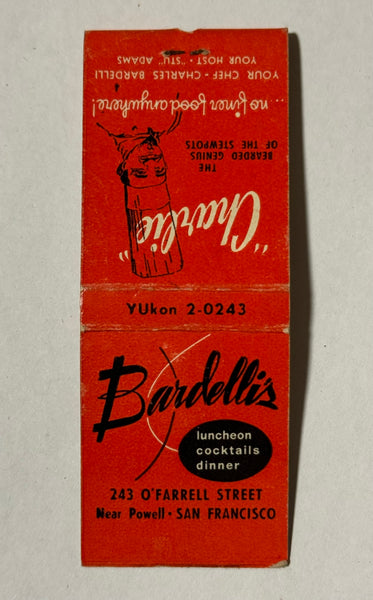 "Charlie"
THE
BEARDED GENIUS
OF THE STEWPOTS
... no finer food anywhere!
YOUR CHEF · CHARLES BARDELLI
YOUR HOST · "STU" ADAMS
YUkon 2-0243
Bardelli's
luncheon
cocktails
dinner
243 O'FARRELL STREET
Near Powell · SAN FRANCISCO